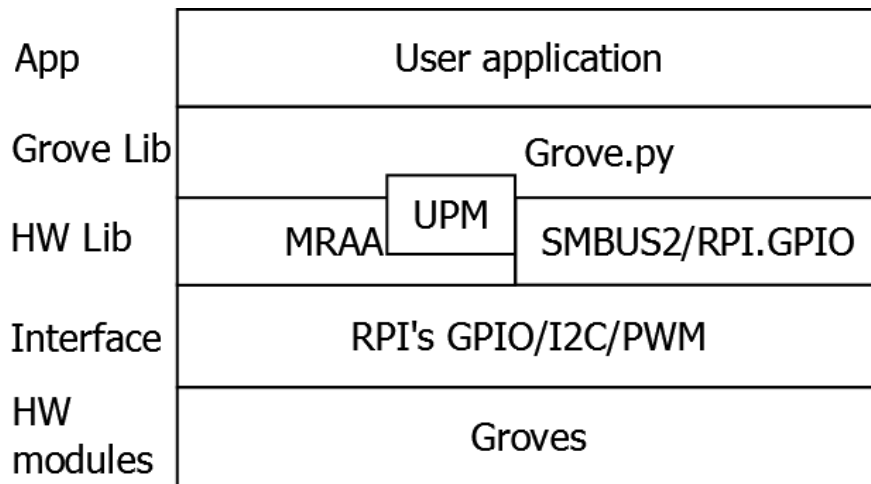 App
User application
Grove Lib
Grove.py
UPM
HW Lib
MRAA
SMBUS2/RPI.GPIO
Interface
RPI's GPIO/I2C/PWM
HW
modules
Groves